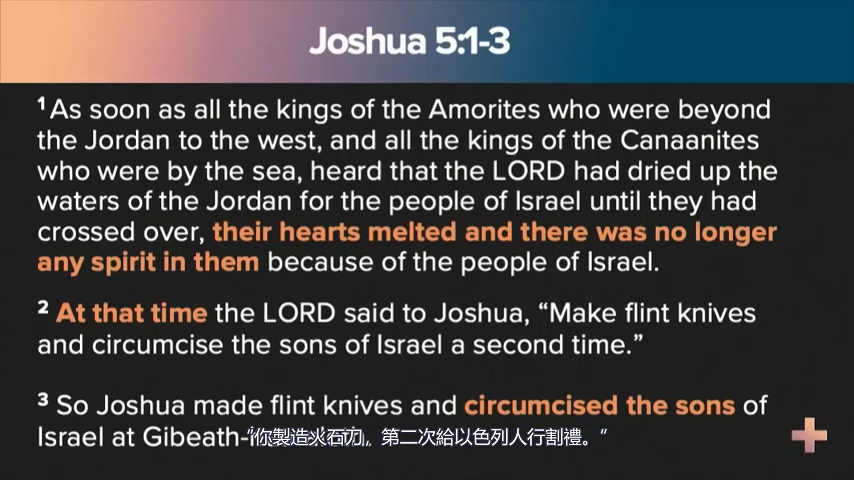 Joshua 5:1-3
1 As soon as all the kings of the Amorites who were beyond
the Jordan to the west, and all the kings of the Canaanites
who were by the sea, heard that the LORD had dried up the
waters of the Jordan for the people of Israel until they had
crossed over, their hearts melted and there was no longer
any spirit in them because of the people of Israel.
2 At that time the LORD said to Joshua, “Make flint knives
and circumcise the sons of Israel a second time.”
3 So Joshua made flint knives and circumcised the sons of
Israel at Gibeath-
“你製造火石刀，第二次給以色列人行割禮。”